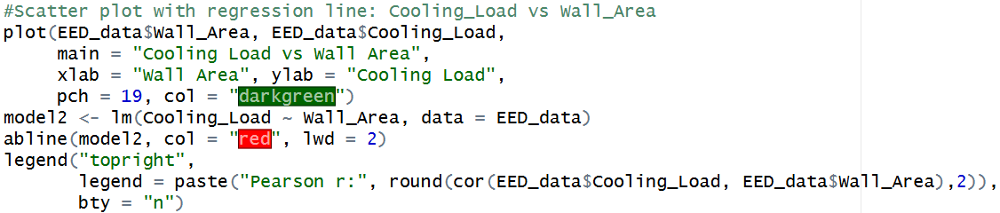 #Scatter plot with regression line: Cooling_Load vs Wall_Area
plot(EED_data$Wall_Area, EED_data$Cooling_Load,
     main = "Cooling Load vs Wall Area",
     xlab = "Wall Area", ylab = "Cooling Load",
     pch = 19, col = "darkgreen")
model2 <- lm(Cooling_Load ~ Wall_Area, data = EED_data)
abline(model2, col = "red", lwd = 2)
legend("topright",
       legend = paste("Pearson r:", round(cor(EED_data$Cooling_Load, EED_data$Wall_Area),2)),
       bty = "n")